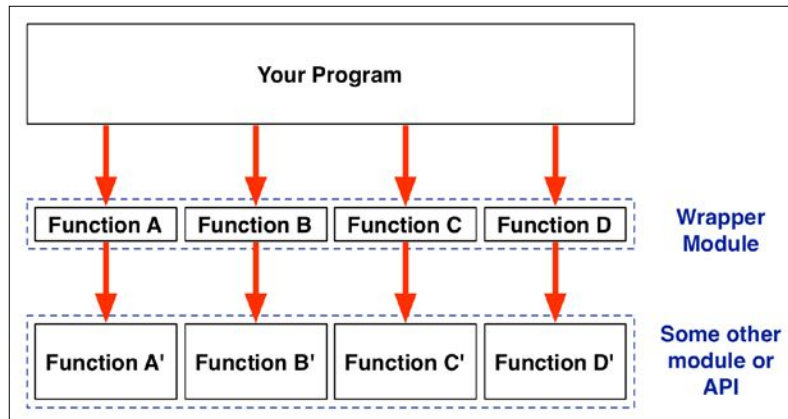 Your Program
Function A
Function B
Function C
Function D
Wrapper
Module
Function A'
Function B'
Function C'
Function D'
Some other
module or
API